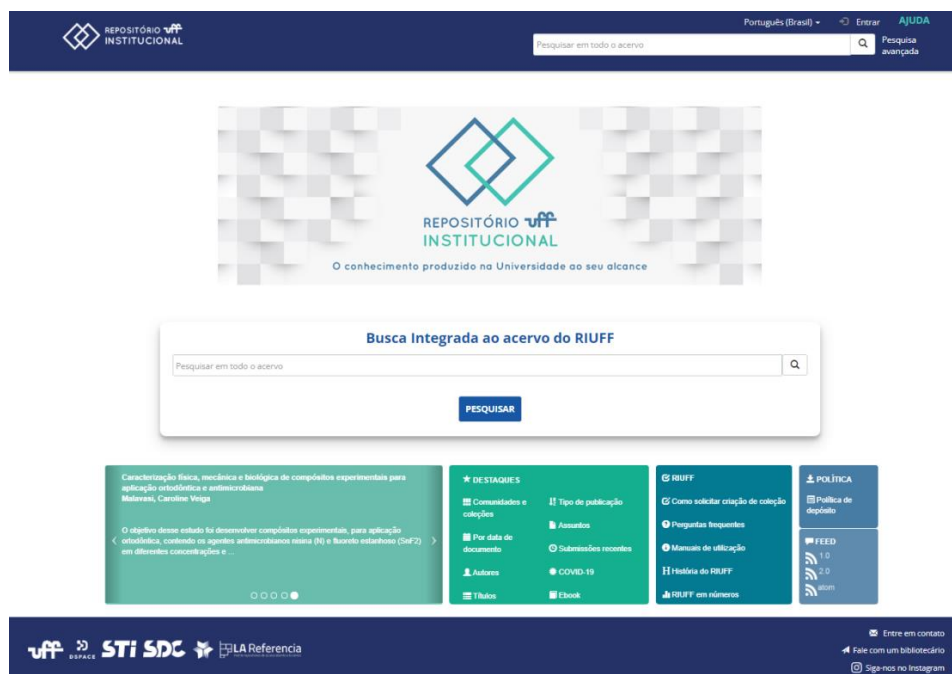 REPOSITÓRIO uff
INSTITUCIONAL
Português (Brasil)
Entrar
AJUDA
Pesquisar em todo o acervo
Pesquisa
avançada
REPOSITÓRIO uff
INSTITUCIONAL
O conhecimento produzido na Universidade ao seu alcance
Busca Integrada ao acervo do RIUFF
Pesquisar em todo o acervo
PESQUISAR
Caracterização física, mecânica e biológica de compósitos experimentais para
aplicação ortodôntica e antimicrobiana
Malavasi, Caroline Veiga
O objetivo desse estudo foi desenvolver compósitos experimentais, para aplicação
ortodôntica, contendo os agentes antimicrobianos nisina (N) e fluoreto estanhoso (SnF2)
em diferentes concentrações e ...
DESTAQUES
Comunidades e
coleções
Por data de
documento
Autores
Títulos
Tipo de publicação
Assuntos
Submissões recentes
COVID-19
Ebook
RIUFF
Como solicitar criação de coleção
Perguntas frequentes
Manuais de utilização
História do RIUFF
RIUFF em números
POLÍTICA
Política de
depósito
FEED
1.0
2.0
atom
uff
DSPACE
STi
SDC
LA Referencia
Entre em contato
Fale com um bibliotecário
Siga-nos no Instagram